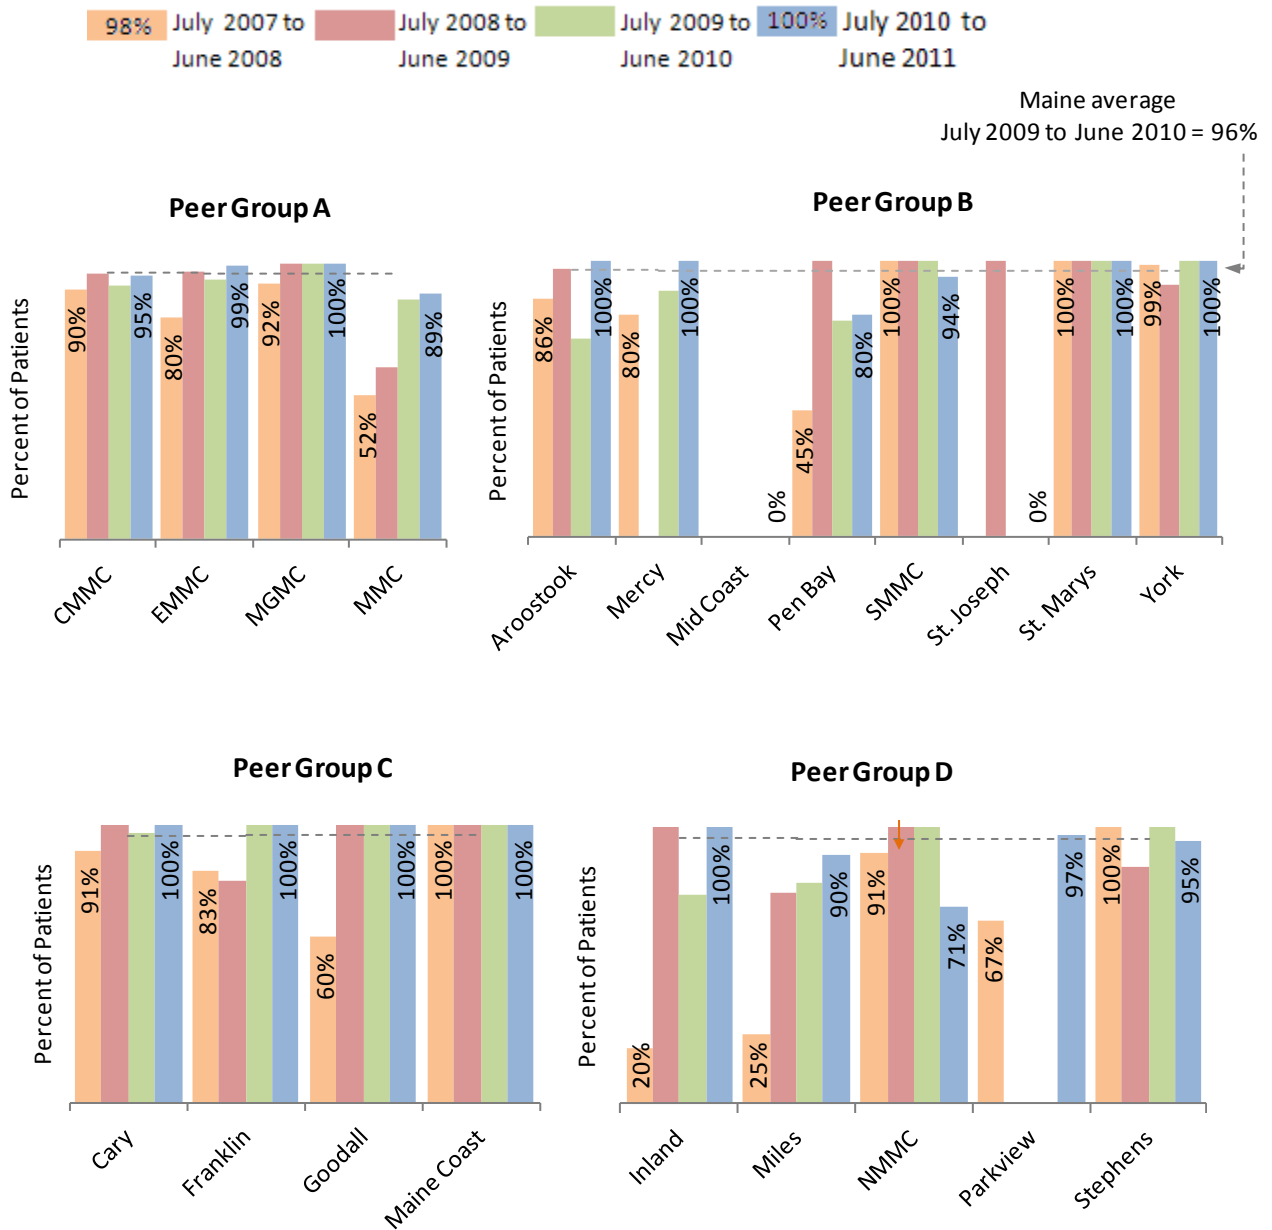 98% July 2007 to July 2008 to July 2009 to 100% July 2010 to
June 2008 June 2009 June 2010 June 2011
Maine average
July 2009 to June 2010 = 96%
Peer Group A
Percent of Patients
90% 95% 80% 99% 92% 100% 52% 89%
CMMC EMMC MGMC MMC
Peer Group B
Percent of Patients
86% 100% 80% 100% 0% 45% 80% 100% 94% 0% 100% 100% 99% 100%
Aroostook Mercy Mid Coast Pen Bay SMMC St. Joseph St. Marys York
Peer Group C
Percent of Patients
91% 100% 83% 100% 60% 100% 100% 100%
Cary Franklin Goodall Maine Coast
Peer Group D
Percent of Patients
20% 100% 25% 90% 91% 71% 67% 97% 100% 95%
Inland Miles NMMC Parkview Stephens